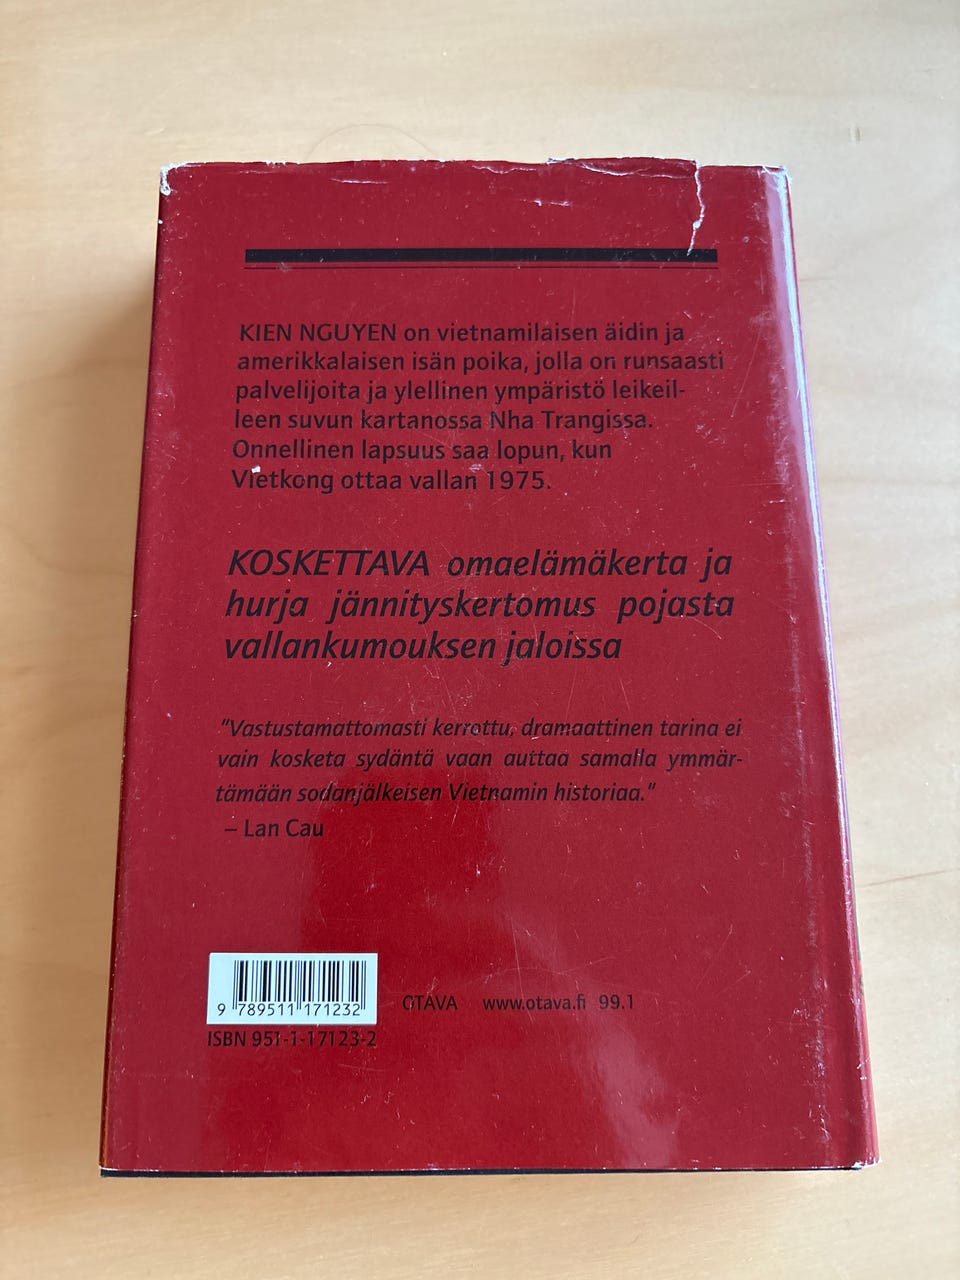 KIEN NGUYEN on vietnamilaisen äidin ja
amerikkalaisen isän poika, jolla on runsaasti
palvelijoita ja ylellinen ympäristö leikeil-
leen suvun kartanossa Nha Trangissa.
Onnellinen lapsuus saa lopun, kun
Vietkong ottaa vallan 1975.
KOSKETTAVA omaelämäkerta ja
hurja jännityskertomus pojasta
vallankumouksen jaloissa
"Vastustamattomasti kerrottu, dramaattinen tarina ei
vain kosketa sydäntä vaan auttaa samalla ymmär-
tämään sodanjälkeisen Vietnamin historiaa."
– Lan Cau
9 789511 171232
OTAVA www.otava.fi 99.1
ISBN 951-1-17123-2